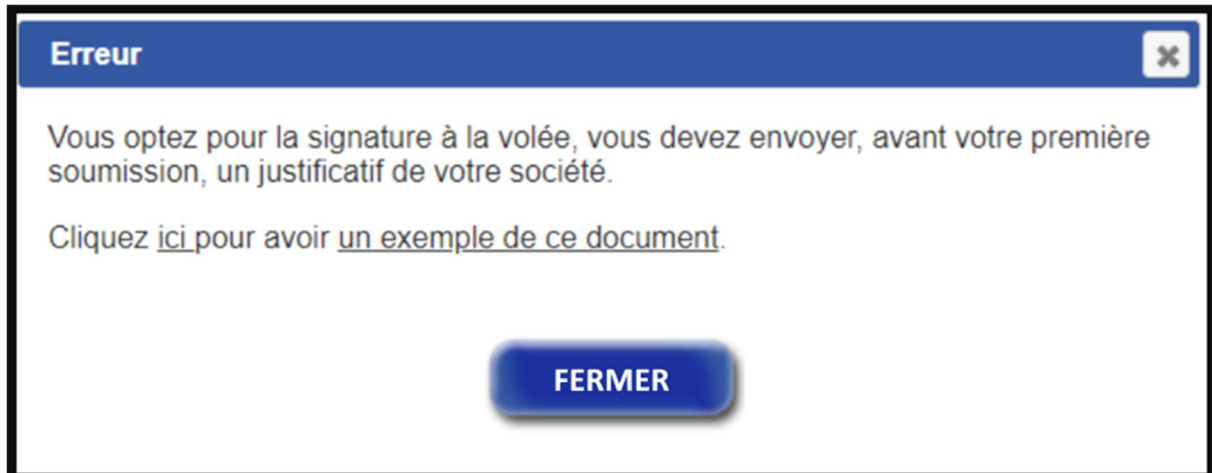 Erreur
Vous optez pour la signature à la volée, vous devez envoyer, avant votre première
soumission, un justificatif de votre société.
Cliquez ici pour avoir un exemple de ce document.
FERMER